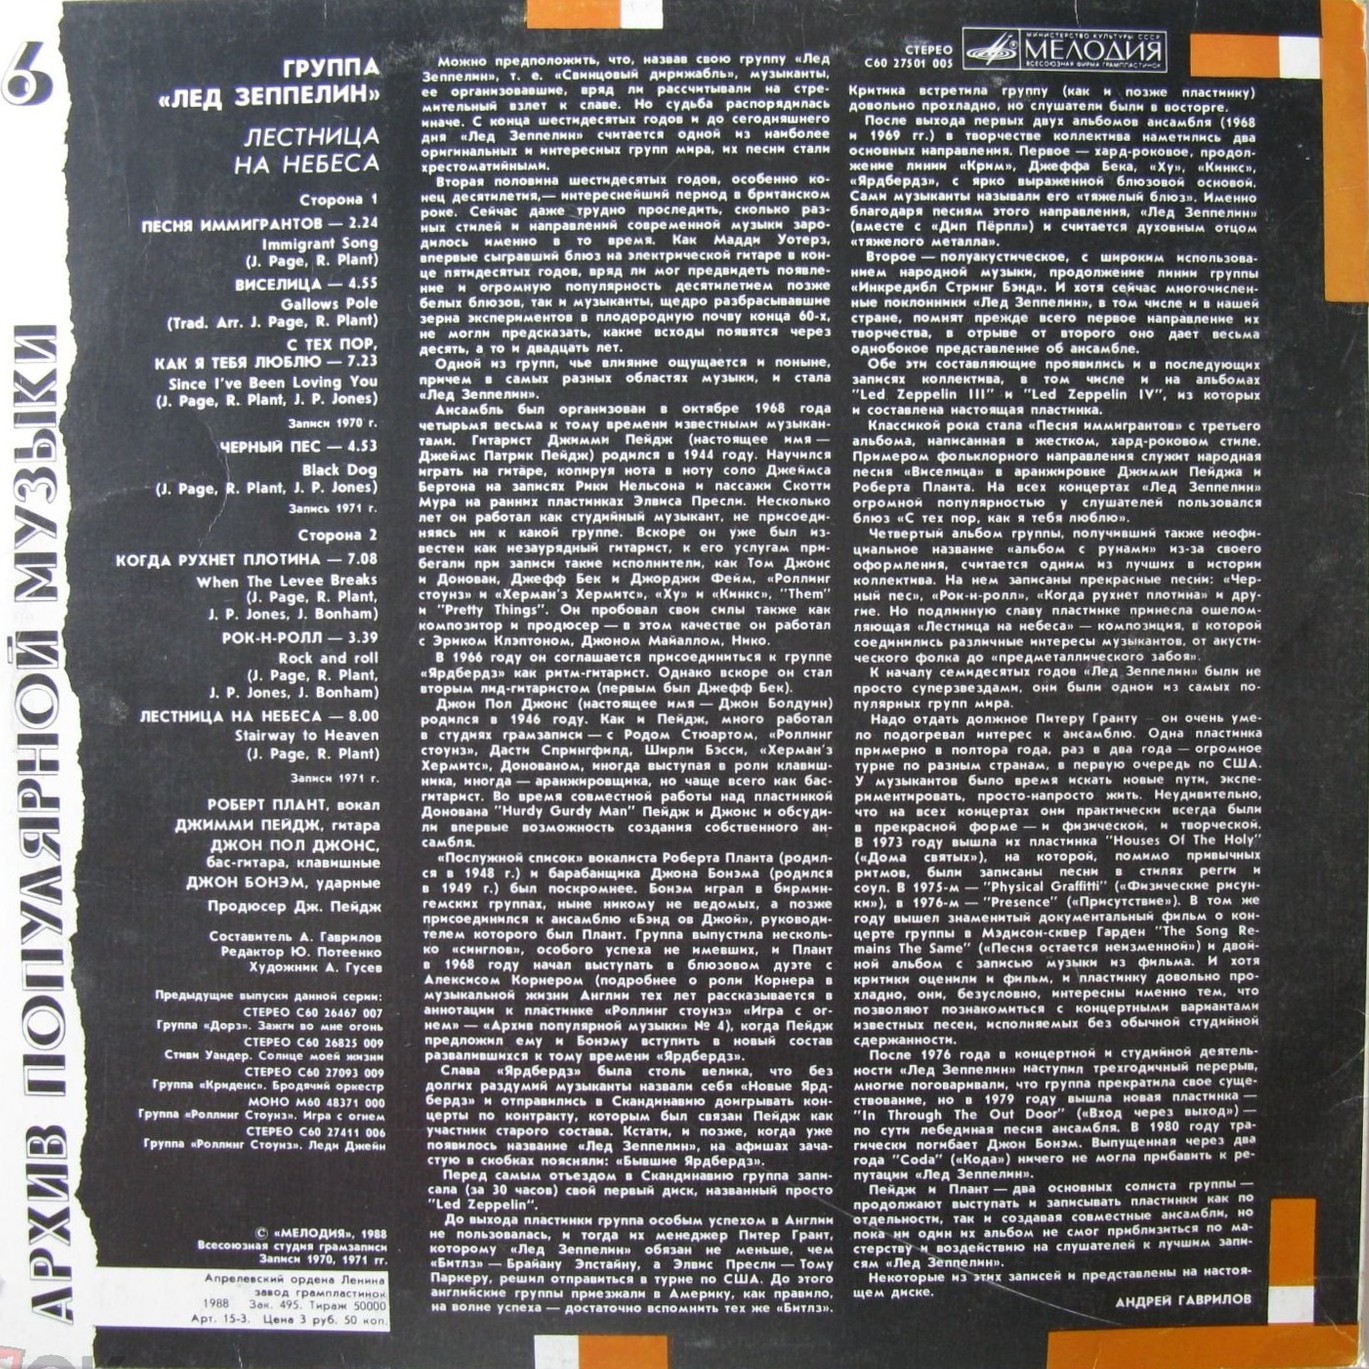 6
АРХИВ ПОПУЛЯРНОЙ МУЗЫКИ
ГРУППА
«ЛЕД ЗЕППЕЛИН»
ЛЕСТНИЦА
НА НЕБЕСА
Сторона 1
ПЕСНЯ ИММИГРАНТОВ — 2.24
Immigrant Song
(J. Page, R. Plant)
ВИСЕЛИЦА — 4.55
Gallows Pole
(Trad. Arr. J. Page, R. Plant)
С ТЕХ ПОР,
КАК Я ТЕБЯ ЛЮБЛЮ — 7.23
Since I've Been Loving You
(J. Page, R. Plant, J. P. Jones)
Записи 1970 г.
ЧЕРНЫЙ ПЕС — 4.53
Black Dog
(J. Page, R. Plant, J. P. Jones)
Запись 1971 г.
Сторона 2
КОГДА РУХНЕТ ПЛОТИНА — 7.08
When The Levee Breaks
(J. Page, R. Plant,
J. P. Jones, J. Bonham)
РОК-Н-РОЛЛ — 3.39
Rock and roll
(J. Page, R. Plant,
J. P. Jones, J. Bonham)
ЛЕСТНИЦА НА НЕБЕСА — 8.00
Stairway to Heaven
(J. Page, R. Plant)
Записи 1971 г.
РОБЕРТ ПЛАНТ, вокал
ДЖИММИ ПЕЙДЖ, гитара
ДЖОН ПОЛ ДЖОНС,
бас-гитара, клавишные
ДЖОН БОНЭМ, ударные
Продюсер Дж. Пейдж
Составитель А. Гаврилов
Редактор Ю. Потеенко
Художник А. Гусев
Предыдущие выпуски данной серии:
СТЕРЕО С60 26467 007
Группа «Дорз». Зажги во мне огонь
СТЕРЕО С60 26825 009
Стиви Уандер. Солнце моей жизни
СТЕРЕО С60 27093 009
Группа «Криденс». Бродячий оркестр
МОНО М60 48371 000
Группа «Роллинг Стоунз». Игра с огнем
СТЕРЕО С60 27411 006
Группа «Роллинг Стоунз». Леди Джейн
© «МЕЛОДИЯ», 1988
Всесоюзная студия грамзаписи
Записи 1970, 1971 гг.
Апрелевский ордена Ленина
завод грампластинок
1988 Зак. 495. Тираж 50000
Арт. 15-3. Цена 3 руб. 50 коп.
Можно предположить, что, назвав свою группу «Лед
Зеппелин», т. е. «Свинцовый дирижабль», музыканты,
ее организовавшие, вряд ли рассчитывали на стре-
мительный взлет к славе. Но судьба распорядилась
иначе. С конца шестидесятых годов и до сегодняшнего
дня «Лед Зеппелин» считается одной из наиболее
оригинальных и интересных групп мира, их песни стали
хрестоматийными.
Вторая половина шестидесятых годов, особенно ко-
нец десятилетия,— интереснейший период в британском
роке. Сейчас даже трудно проследить, сколько раз-
ных стилей и направлений современной музыки заро-
дилось именно в то время. Как Мадди Уотерз,
впервые сыгравший блюз на электрической гитаре в кон-
це пятидесятых годов, вряд ли мог предвидеть появле-
ние и огромную популярность десятилетием позже
белых блюзов, так и музыканты, щедро разбрасывавшие
зерна экспериментов в плодородную почву конца 60-х,
не могли предсказать, какие всходы появятся через
десять, а то и двадцать лет.
Одной из групп, чье влияние ощущается и поныне,
причем в самых разных областях музыки, и стала
«Лед Зеппелин».
Ансамбль был организован в октябре 1968 года
четырьмя весьма к тому времени известными музыкан-
тами. Гитарист Джимми Пейдж (настоящее имя —
Джеймс Патрик Пейдж) родился в 1944 году. Научился
играть на гитаре, копируя нота в ноту соло Джеймса
Бертона на записях Рики Нельсона и пассажи Скотти
Мура на ранних пластинках Элвиса Пресли. Несколько
лет он работал как студийный музыкант, не присоеди-
няясь ни к какой группе. Вскоре он уже был из-
вестен как незаурядный гитарист, к его услугам при-
бегали при записи такие исполнители, как Том Джонс
и Донован, Джефф Бек и Джорджи Фейм, «Роллинг
стоунз» и «Херман'з Хермитс», «Ху» и «Кинкс», "Them"
и "Pretty Things". Он пробовал свои силы также как
композитор и продюсер — в этом качестве он работал
с Эриком Клэптоном, Джоном Майаллом, Нико.
В 1966 году он соглашается присоединиться к группе
«Ярдбердз» как ритм-гитарист. Однако вскоре он стал
вторым лид-гитаристом (первым был Джефф Бек).
Джон Пол Джонс (настоящее имя — Джон Болдуин)
родился в 1946 году. Как и Пейдж, много работал
в студиях грамзаписи — с Родом Стюартом, «Роллинг
стоунз», Дасти Спрингфилд, Ширли Бэсси, «Херман'з
Хермитс», Донованом, иногда выступая в роли клавиш-
ника, иногда — аранжировщика, но чаще всего как бас-
гитарист. Во время совместной работы над пластинкой
Донована "Hurdy Gurdy Man" Пейдж и Джонс и обсуди-
ли впервые возможность создания собственного ан-
самбля.
«Послужной список» вокалиста Роберта Планта (родил-
ся в 1948 г.) и барабанщика Джона Бонэма (родился
в 1949 г.) был поскромнее. Бонэм играл в бирмин-
гемских группах, ныне никому не ведомых, а позже
присоединился к ансамблю «Бэнд ов Джой», руководи-
телем которого был Плант. Группа выпустила несколь-
ко «синглов», особого успеха не имевших, и Плант
в 1968 году начал выступать в блюзовом дуэте с
Алексисом Корнером (подробнее о роли Корнера в
музыкальной жизни Англии тех лет рассказывается в
аннотации к пластинке «Роллинг стоунз» «Игра с ог-
нем» — «Архив популярной музыки» № 4), когда Пейдж
предложил ему и Бонэму вступить в новый состав
развалившихся к тому времени «Ярдбердз».
Слава «Ярдбердз» была столь велика, что без
долгих раздумий музыканты назвали себя «Новые Ярд-
бердз» и отправились в Скандинавию доигрывать кон-
церты по контракту, которым был связан Пейдж как
участник старого состава. Кстати, и позже, когда уже
появилось название «Лед Зеппелин», на афишах зача-
стую в скобках поясняли: «Бывшие Ярдбердз».
Перед самым отъездом в Скандинавию группа запи-
сала (за 30 часов) свой первый диск, названный просто
"Led Zeppelin".
До выхода пластинки группа особым успехом в Англии
не пользовалась, и тогда их менеджер Питер Грант,
которому «Лед Зеппелин» обязан не меньше, чем
«Битлз» — Брайану Эпстайну, а Элвис Пресли — Тому
Паркеру, решил отправиться в турне по США. До этого
английские группы приезжали в Америку, как правило,
на волне успеха — достаточно вспомнить тех же «Битлз».
СТЕРЕО
С60 27501 005
МИНИСТЕРСТВО КУЛЬТУРЫ СССР
МЕЛОДИЯ
ВСЕСОЮЗНАЯ ФИРМА ГРАМПЛАСТИНОК
Критика встретила группу (как и позже пластинку)
довольно прохладно, но слушатели были в восторге.
После выхода первых двух альбомов ансамбля (1968
и 1969 гг.) в творчестве коллектива наметились два
основных направления. Первое — хард-роковое, продол-
жение линии «Крим», Джеффа Бека, «Ху», «Кинкс»,
«Ярдбердз», с ярко выраженной блюзовой основой.
Сами музыканты называли его «тяжелый блюз». Именно
благодаря песням этого направления, «Лед Зеппелин»
(вместе с «Дип Пёрпл») и считается духовным отцом
«тяжелого металла».
Второе — полуакустическое, с широким использова-
нием народной музыки, продолжение линии группы
«Инкредибл Стринг Бэнд». И хотя сейчас многочислен-
ные поклонники «Лед Зеппелин», в том числе и в нашей
стране, помнят прежде всего первое направление их
творчества, в отрыве от второго оно дает весьма
однобокое представление об ансамбле.
Обе эти составляющие проявились и в последующих
записях коллектива, в том числе и на альбомах
"Led Zeppelin III" и "Led Zeppelin IV", из которых
и составлена настоящая пластинка.
Классикой рока стала «Песня иммигрантов» с третьего
альбома, написанная в жестком, хард-роковом стиле.
Примером фольклорного направления служит народная
песня «Виселица» в аранжировке Джимми Пейджа и
Роберта Планта. На всех концертах «Лед Зеппелин»
огромной популярностью у слушателей пользовался
блюз «С тех пор, как я тебя люблю».
Четвертый альбом группы, получивший также неофи-
циальное название «альбом с рунами» из-за своего
оформления, считается одним из лучших в истории
коллектива. На нем записаны прекрасные песни: «Чер-
ный пес», «Рок-н-ролл», «Когда рухнет плотина» и дру-
гие. Но подлинную славу пластинке принесла ошелом-
ляющая «Лестница на небеса» — композиция, в которой
соединились различные интересы музыкантов, от акусти-
ческого фолка до «предметаллического забоя».
К началу семидесятых годов «Лед Зеппелин» были не
просто суперзвездами, они были одной из самых по-
пулярных групп мира.
Надо отдать должное Питеру Гранту — он очень уме-
ло подогревал интерес к ансамблю. Одна пластинка
примерно в полтора года, раз в два года — огромное
турне по разным странам, в первую очередь по США.
У музыкантов было время искать новые пути, экспе-
риментировать, просто-напросто жить. Неудивительно,
что на всех концертах они практически всегда были
в прекрасной форме — и физической, и творческой.
В 1973 году вышла их пластинка "Houses Of The Holy"
(«Дома святых»), на которой, помимо привычных
ритмов, были записаны песни в стилях регги и
соул. В 1975-м — "Physical Graffitti" («Физические рисун-
ки»), в 1976-м — "Presence" («Присутствие»). В том же
году вышел знаменитый документальный фильм о кон-
церте группы в Мэдисон-сквер Гарден "The Song Re-
mains The Same" («Песня остается неизменной») и двой-
ной альбом с записью музыки из фильма. И хотя
критики оценили и фильм, и пластинку довольно про-
хладно, они, безусловно, интересны именно тем, что
позволяют познакомиться с концертными вариантами
известных песен, исполняемых без обычной студийной
сдержанности.
После 1976 года в концертной и студийной деятель-
ности «Лед Зеппелин» наступил трехгодичный перерыв,
многие поговаривали, что группа прекратила свое суще-
ствование, но в 1979 году вышла новая пластинка —
"In Through The Out Door" («Вход через выход») —
по сути лебединая песня ансамбля. В 1980 году тра-
гически погибает Джон Бонэм. Выпущенная через два
года "Coda" («Кода») ничего не могла прибавить к ре-
путации «Лед Зеппелин».
Пейдж и Плант — два основных солиста группы —
продолжают выступать и записывать пластинки как по
отдельности, так и создавая совместные ансамбли, но
пока ни один их альбом не смог приблизиться по ма-
стерству и воздействию на слушателей к лучшим запи-
сям «Лед Зеппелин».
Некоторые из этих записей и представлены на настоя-
щем диске.
АНДРЕЙ ГАВРИЛОВ